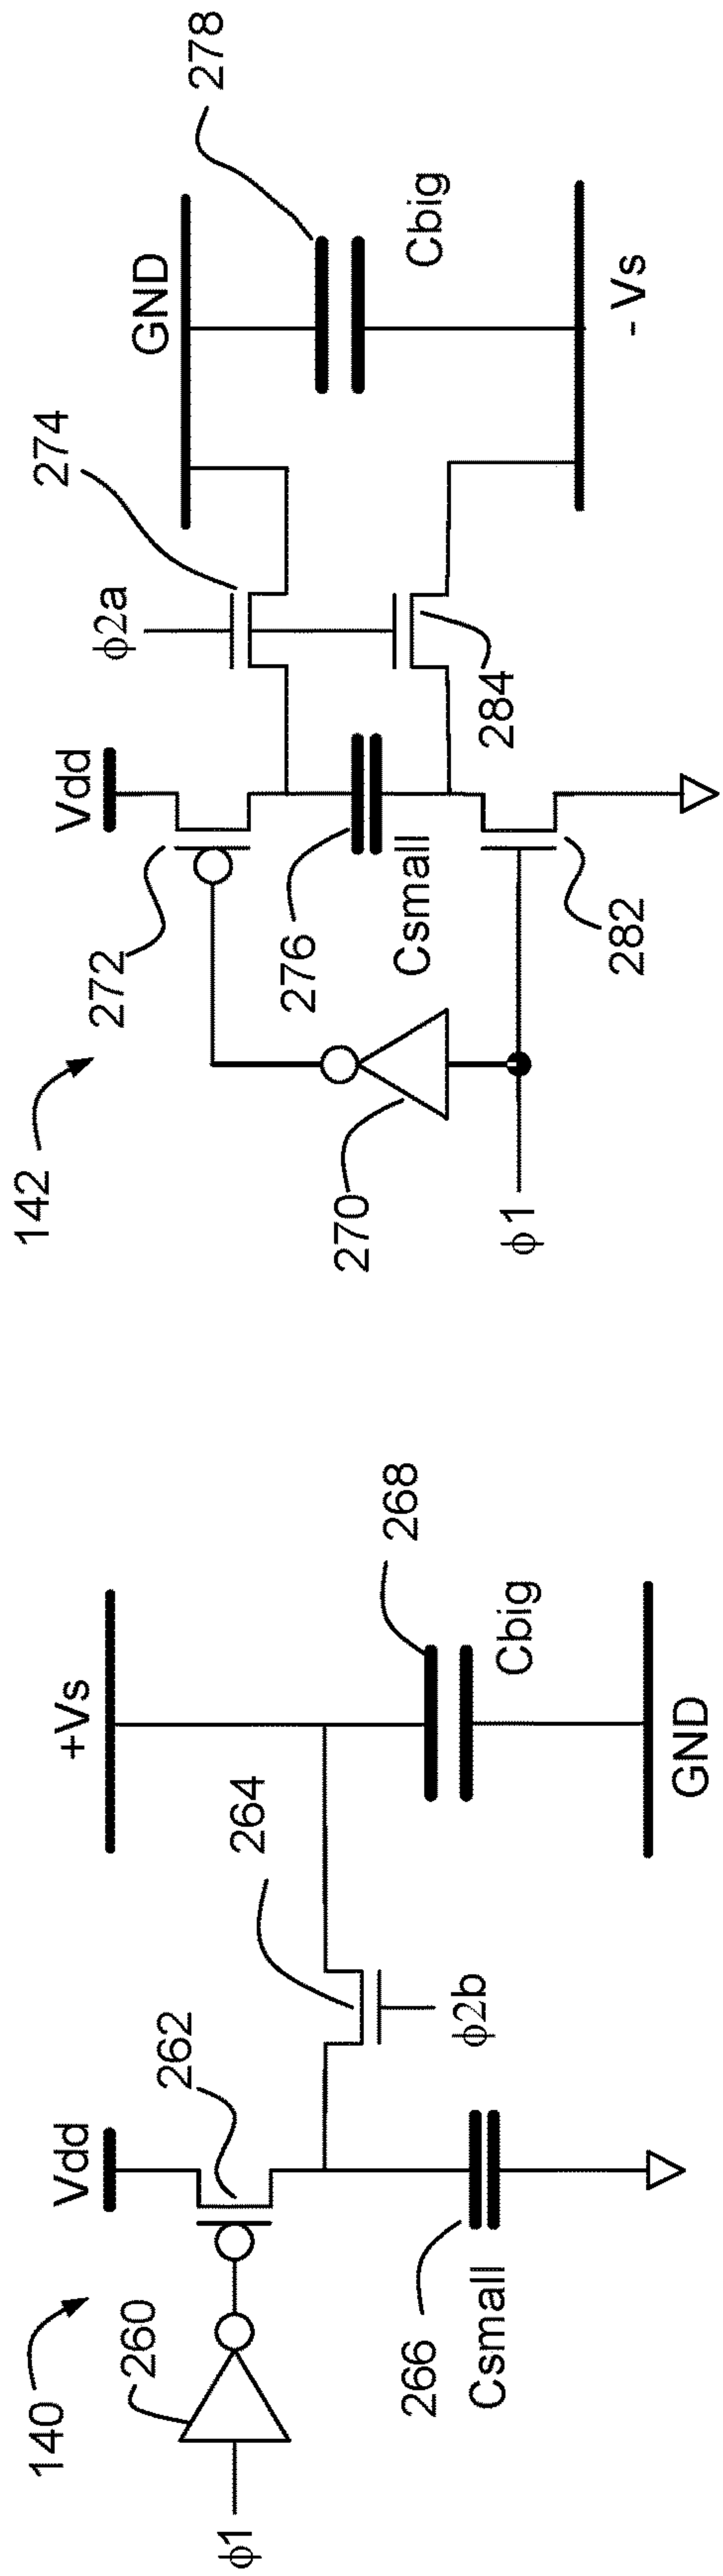 140
Vdd
+Vs
260
262
264
268
ϕ1
ϕ2b
266
Csmall
Cbig
GND
142
Vdd
ϕ2a
274
GND
278
272
276
Csmall
Cbig
270
284
282
ϕ1
- Vs